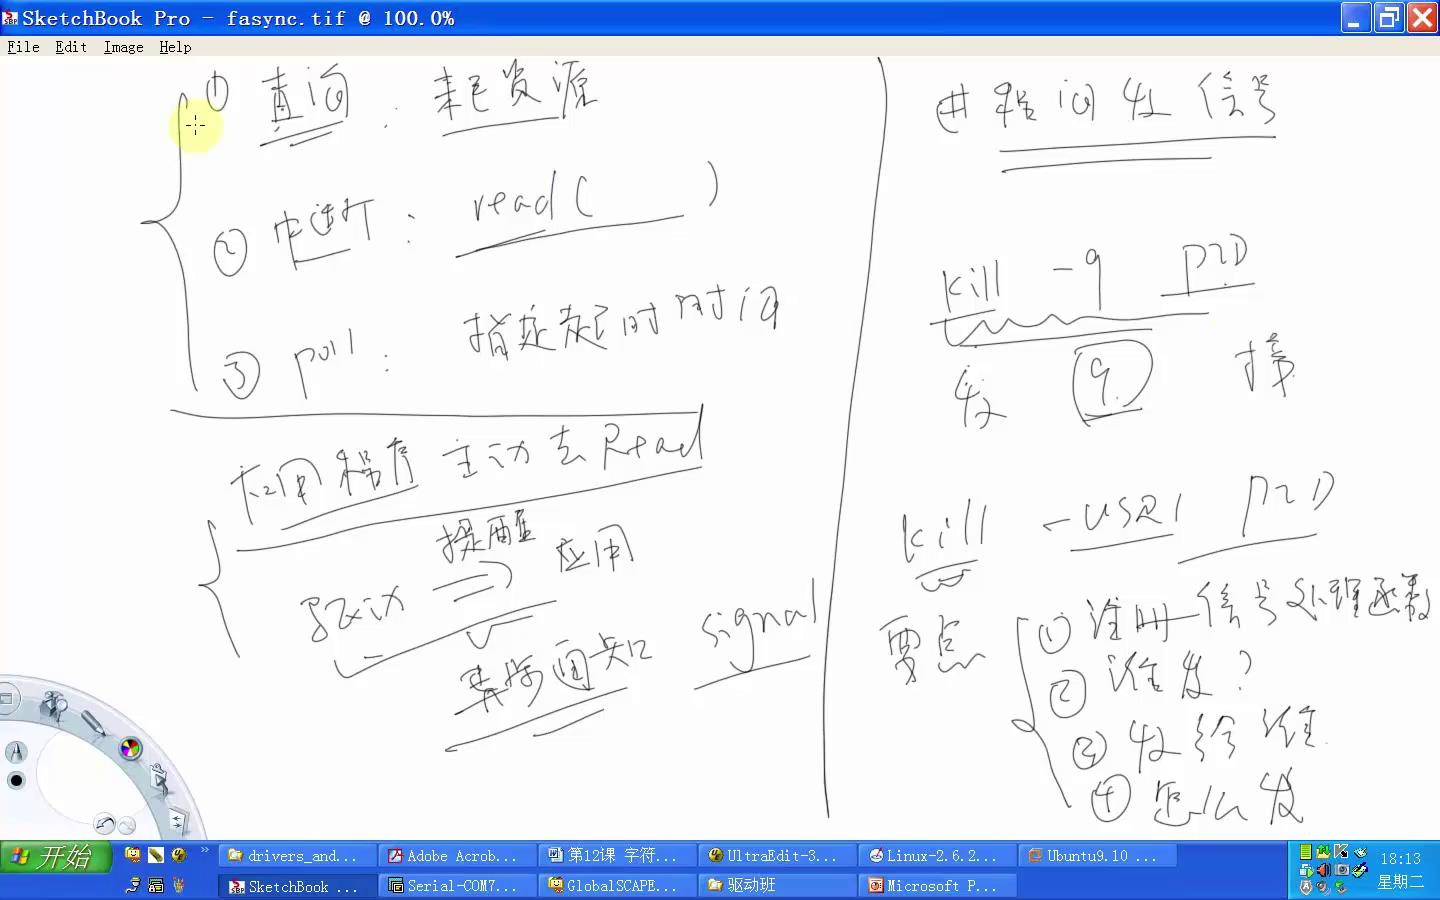 SketchBook Pro - fasync.tif @ 100.0%
File Edit Image Help
① 查询: 耗资源
② 中断: read( )
③ poll: 指定超时时间
应用程序 主动去Read
提醒
驱动 ⇒ 应用
异步通知 signal
进程间发信号
kill -9 PID
发 9
kill -USR1 PID
要点
① 注册信号处理函数
② 谁发?
③ 发给谁
④ 怎么发
开始
drivers_and...
Adobe Acrob...
第12课 字符...
UltraEdit-3...
Linux-2.6.2...
Ubuntu9.10 ...
SketchBook ...
Serial-COM7...
GlobalSCAPE...
驱动班
Microsoft P...
18:13
星期二